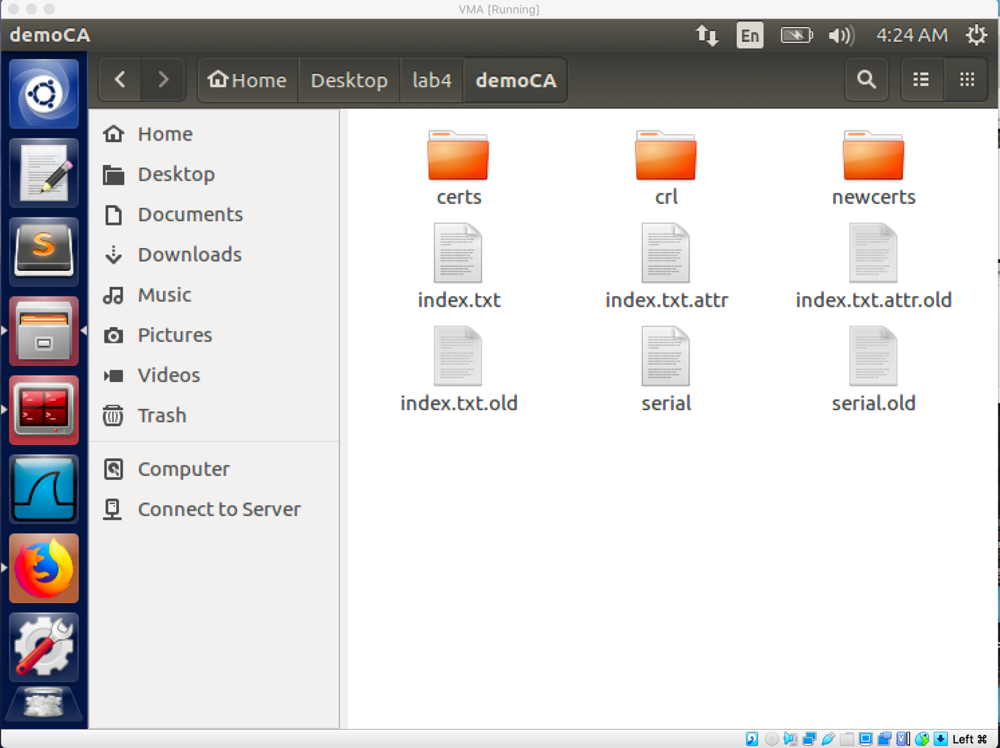 VMA [Running]
demoCA
En
4:24 AM
Home
Desktop
lab4
demoCA
Home
Desktop
Documents
Downloads
Music
Pictures
Videos
Trash
Computer
Connect to Server
certs
crl
newcerts
index.txt
index.txt.attr
index.txt.attr.old
index.txt.old
serial
serial.old
Left ⌘